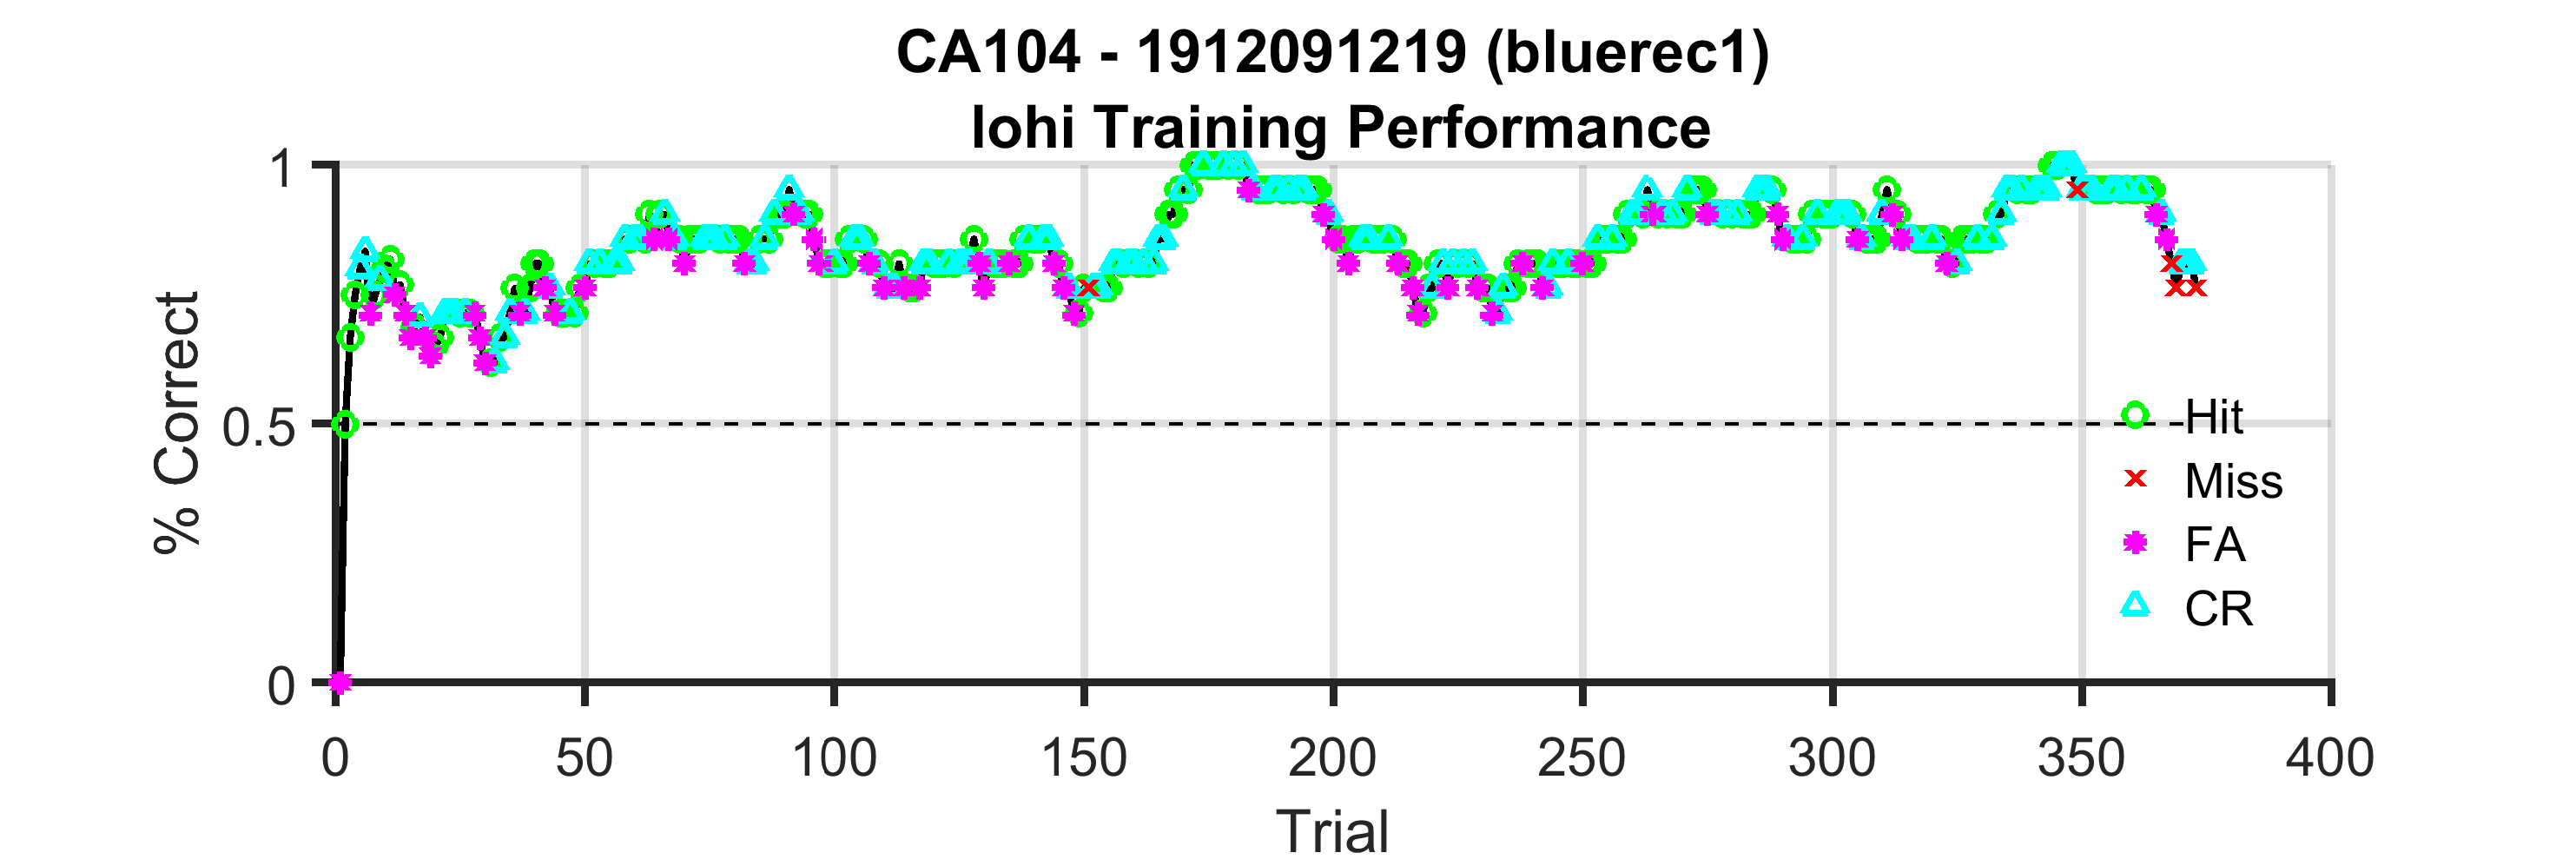 CA104 - 1912091219 (bluerec1)
lohi Training Performance
% Correct
1
0.5
0
Hit
Miss
FA
CR
0 50 100 150 200 250 300 350 400
Trial